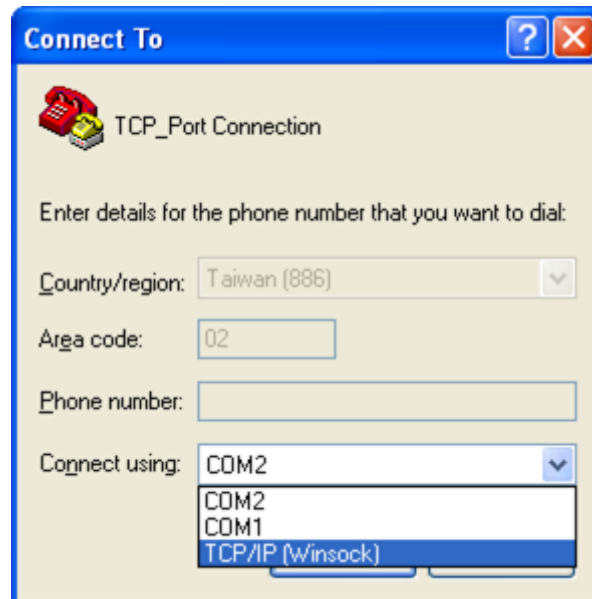 Connect To
TCP_Port Connection
Enter details for the phone number that you want to dial:
Country/region: Taiwan (886)
Area code: 02
Phone number:
Connect using: COM2
COM2
COM1
TCP/IP (Winsock)